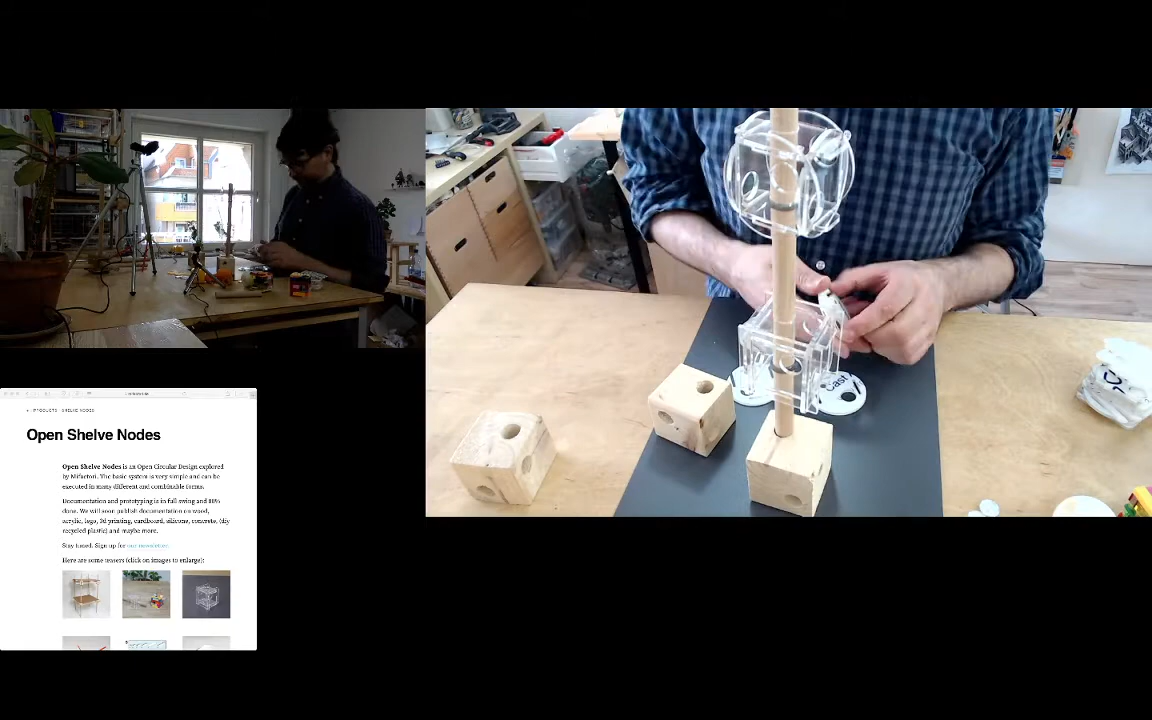 PRODUCTS · SHELVE NODES
Open Shelve Nodes
Open Shelve Nodes is an Open Circular Design explored
by Mifactori. The basic system is very simple and can be
executed in many different and combinable forms.
Documentation and prototyping is in full swing and 80%
done. We will soon publish documentation on wood,
acrylic, lego, 3d printing, cardboard, silicone, concrete, (diy
recycled plastic) and maybe more.
Stay tuned. Sign up for our newsletter.
Here are some teasers (click on images to enlarge):
Cast